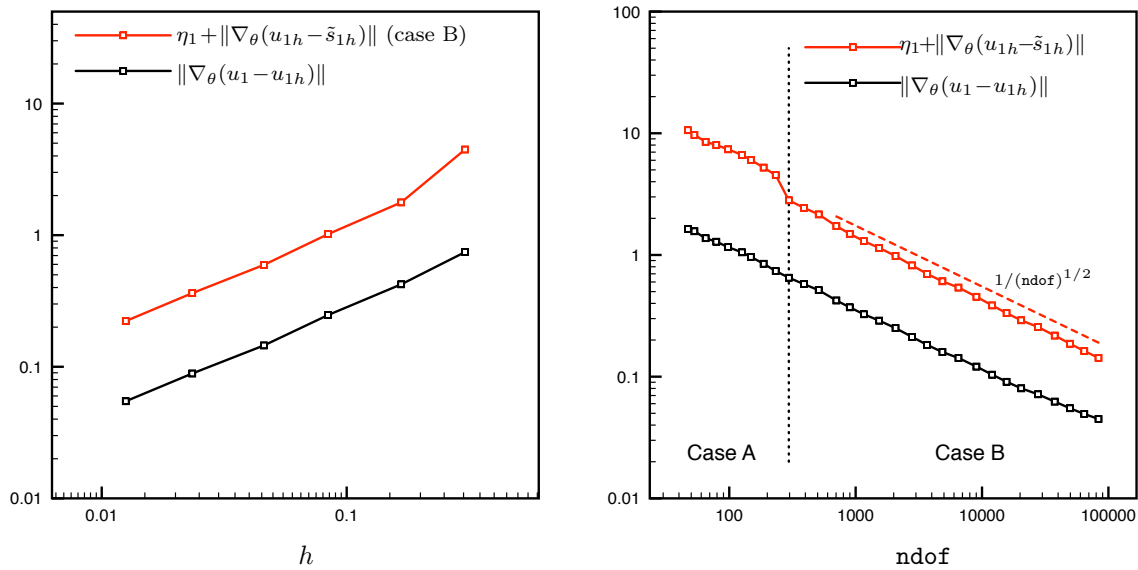 η₁+‖∇θ(u₁ₕ−s̃₁ₕ)‖ (case B)
‖∇θ(u₁−u₁ₕ)‖
10
1
0.1
0.01
0.01
0.1
h
100
η₁+‖∇θ(u₁ₕ−s̃₁ₕ)‖
‖∇θ(u₁−u₁ₕ)‖
10
1
1/(ndof)^{1/2}
0.1
Case A
Case B
0.01
100
1000
10000
100000
ndof